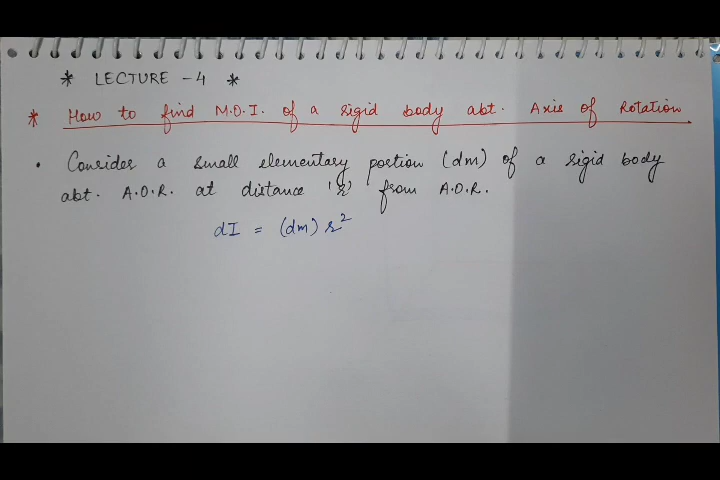 * LECTURE - 4 *
* How to find M.O.I. of a rigid body abt. Axis of Rotation
• Consider a small elementary portion (dm) of a rigid body
abt. A.O.R. at distance 'r' from A.O.R.
dI = (dm) r²